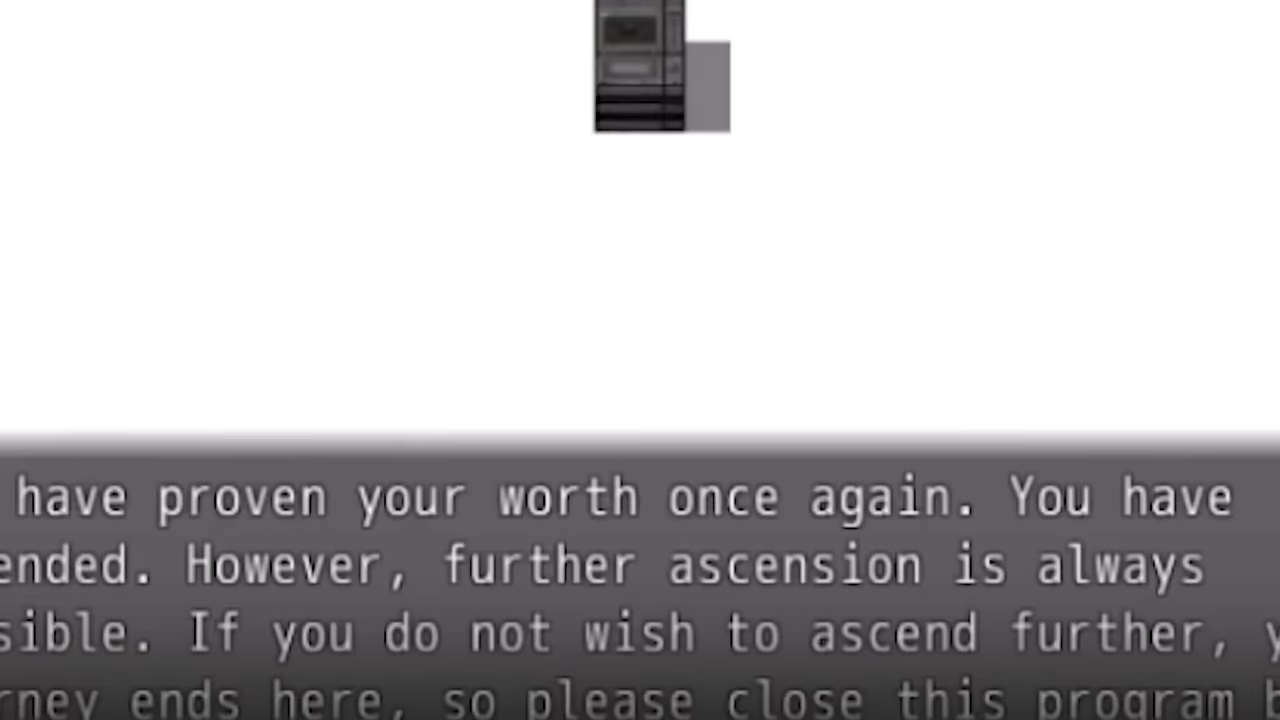 have proven your worth once again. You have
ended. However, further ascension is always
sible. If you do not wish to ascend further, y
rney ends here, so please close this program b